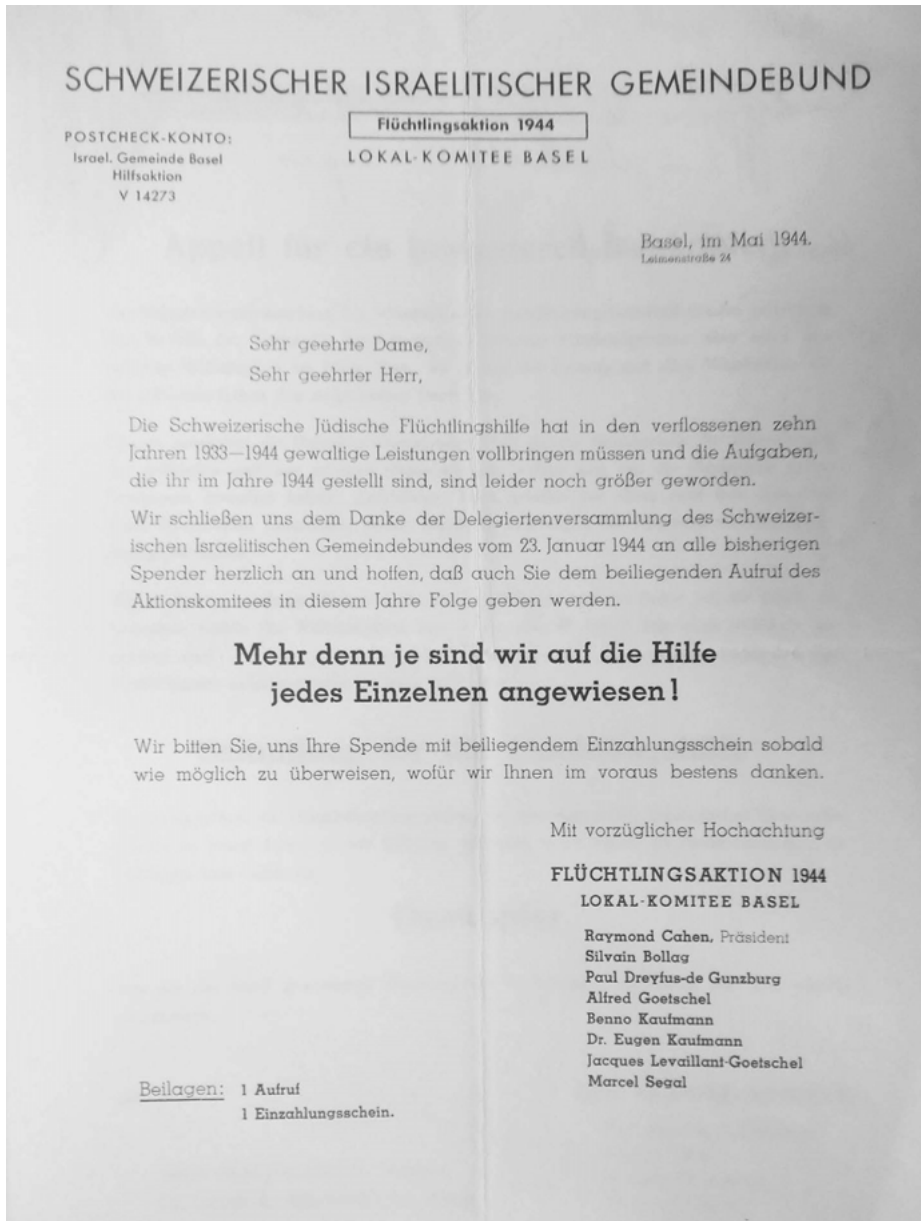 SCHWEIZERISCHER ISRAELITISCHER GEMEINDEBUND
Flüchtlingsaktion 1944
LOKAL-KOMITEE BASEL
POSTCHECK-KONTO:
Israel. Gemeinde Basel
Hilfsaktion
V 14273
Basel, im Mai 1944.
Leimenstraße 24
Sehr geehrte Dame,
Sehr geehrter Herr,
Die Schweizerische Jüdische Flüchtlingshilfe hat in den verflossenen zehn
Jahren 1933—1944 gewaltige Leistungen vollbringen müssen und die Aufgaben,
die ihr im Jahre 1944 gestellt sind, sind leider noch größer geworden.
Wir schließen uns dem Danke der Delegiertenversammlung des Schweizer-
ischen Israelitischen Gemeindebundes vom 23. Januar 1944 an alle bisherigen
Spender herzlich an und hoffen, daß auch Sie dem beiliegenden Aufruf des
Aktionskomitees in diesem Jahre Folge geben werden.
Mehr denn je sind wir auf die Hilfe
jedes Einzelnen angewiesen!
Wir bitten Sie, uns Ihre Spende mit beiliegendem Einzahlungsschein sobald
wie möglich zu überweisen, wofür wir Ihnen im voraus bestens danken.
Mit vorzüglicher Hochachtung
FLÜCHTLINGSAKTION 1944
LOKAL-KOMITEE BASEL
Raymond Cahen, Präsident
Silvain Bollag
Paul Dreyfus-de Gunzburg
Alfred Goetschel
Benno Kaufmann
Dr. Eugen Kaufmann
Jacques Levaillant-Goetschel
Marcel Segal
Beilagen: 1 Aufruf
1 Einzahlungsschein.